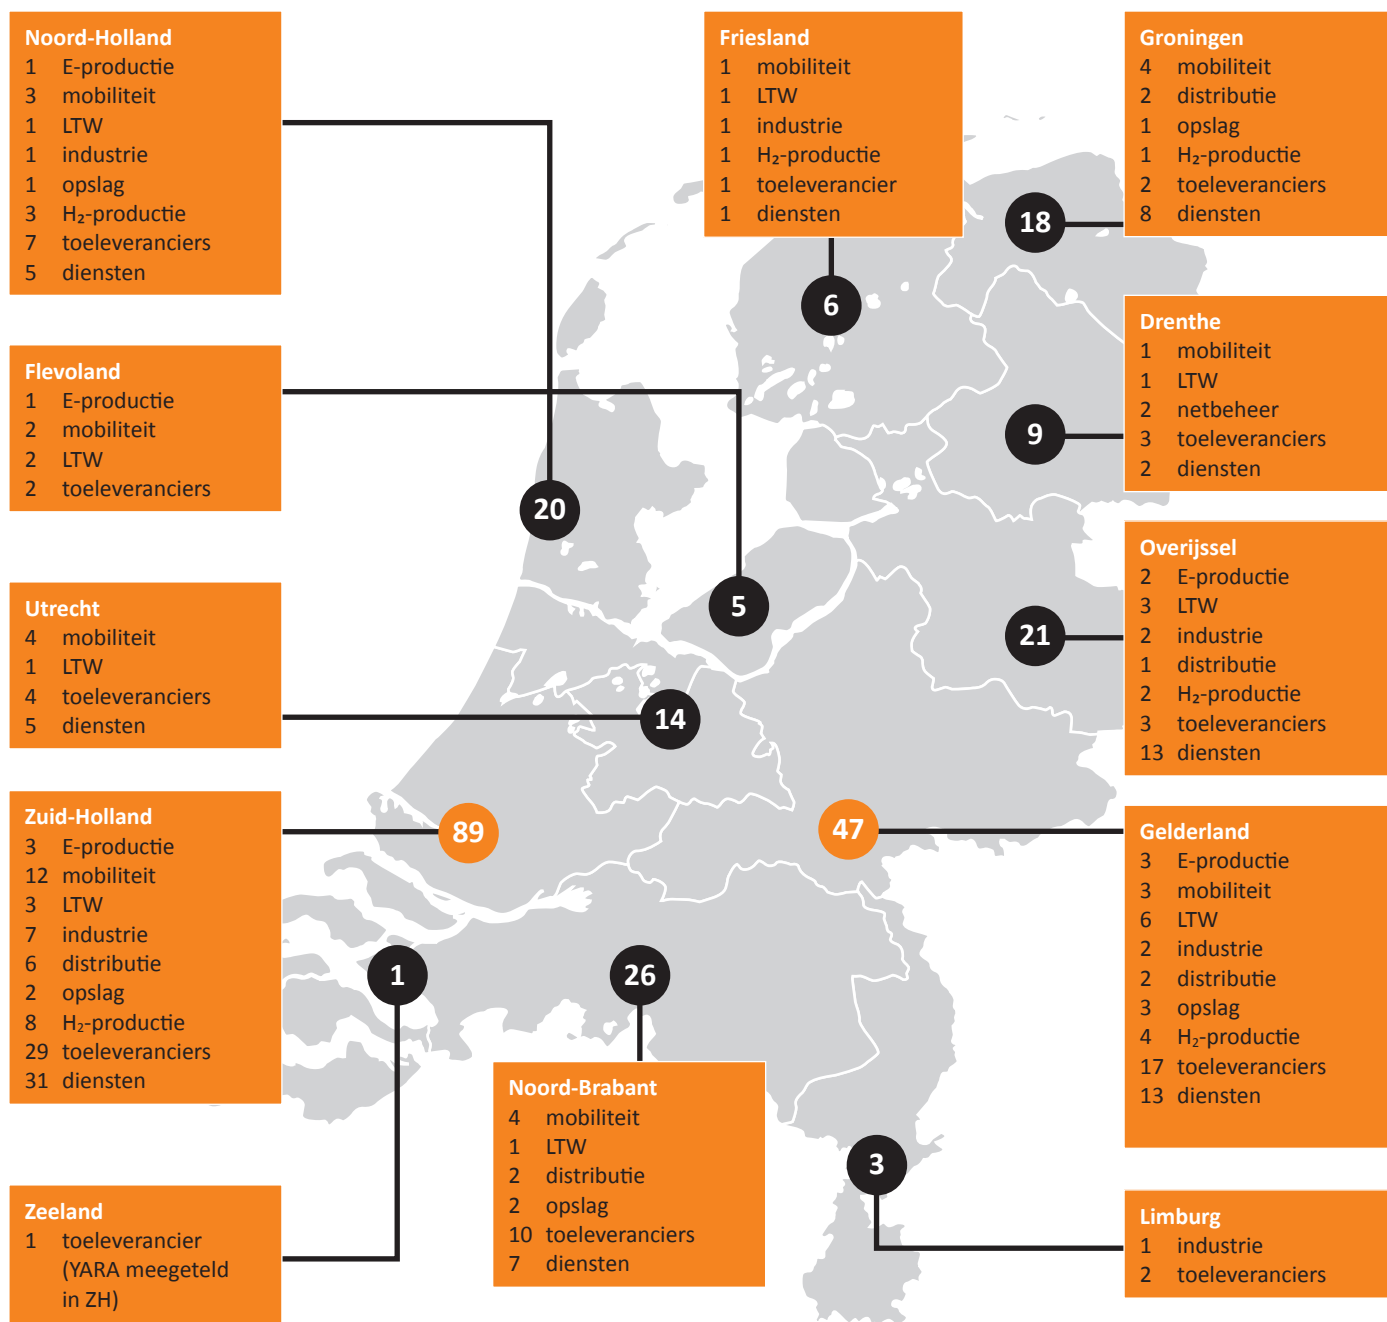 Noord-Holland
1 E-productie
3 mobiliteit
1 LTW
1 industrie
1 opslag
3 H₂-productie
7 toeleveranciers
5 diensten
Flevoland
1 E-productie
2 mobiliteit
2 LTW
2 toeleveranciers
Utrecht
4 mobiliteit
1 LTW
4 toeleveranciers
5 diensten
Zuid-Holland
3 E-productie
12 mobiliteit
3 LTW
7 industrie
6 distributie
2 opslag
8 H₂-productie
29 toeleveranciers
31 diensten
Zeeland
1 toeleverancier
(YARA meegeteld
in ZH)
Friesland
1 mobiliteit
1 LTW
1 industrie
1 H₂-productie
1 toeleverancier
1 diensten
6
20
5
14
89
47
1
26
3
18
9
21
Noord-Brabant
4 mobiliteit
1 LTW
2 distributie
2 opslag
10 toeleveranciers
7 diensten
Groningen
4 mobiliteit
2 distributie
1 opslag
1 H₂-productie
2 toeleveranciers
8 diensten
Drenthe
1 mobiliteit
1 LTW
2 netbeheer
3 toeleveranciers
2 diensten
Overijssel
2 E-productie
3 LTW
2 industrie
1 distributie
2 H₂-productie
3 toeleveranciers
13 diensten
Gelderland
3 E-productie
3 mobiliteit
6 LTW
2 industrie
2 distributie
3 opslag
4 H₂-productie
17 toeleveranciers
13 diensten
Limburg
1 industrie
2 toeleveranciers